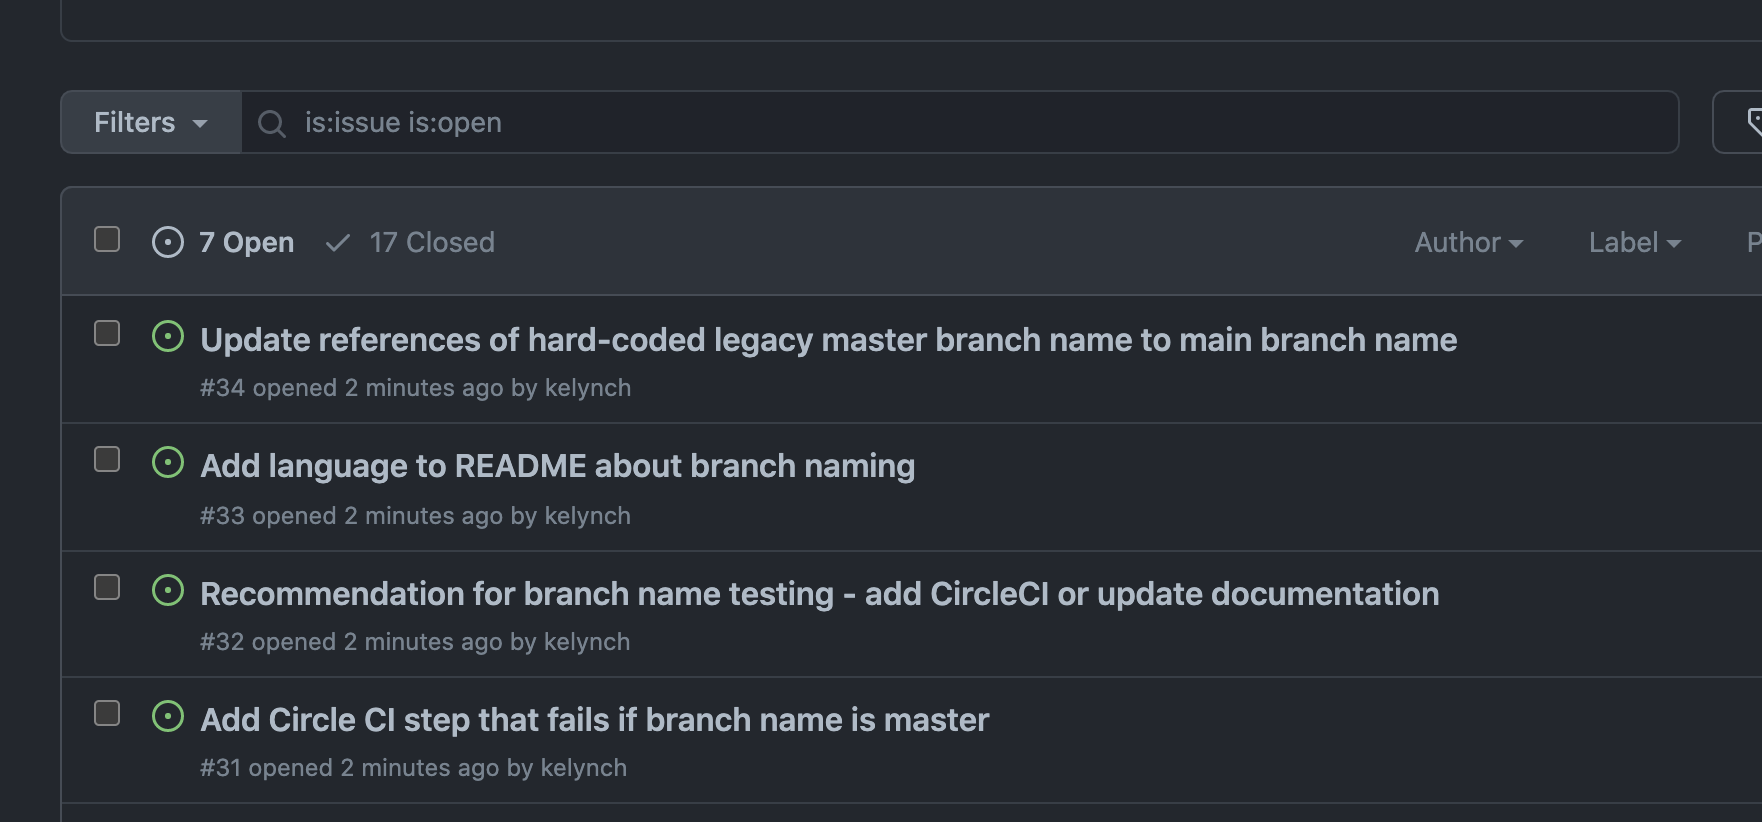 Filters
is:issue is:open
7 Open 17 Closed Author Label P
Update references of hard-coded legacy master branch name to main branch name
#34 opened 2 minutes ago by kelynch
Add language to README about branch naming
#33 opened 2 minutes ago by kelynch
Recommendation for branch name testing - add CircleCI or update documentation
#32 opened 2 minutes ago by kelynch
Add Circle CI step that fails if branch name is master
#31 opened 2 minutes ago by kelynch